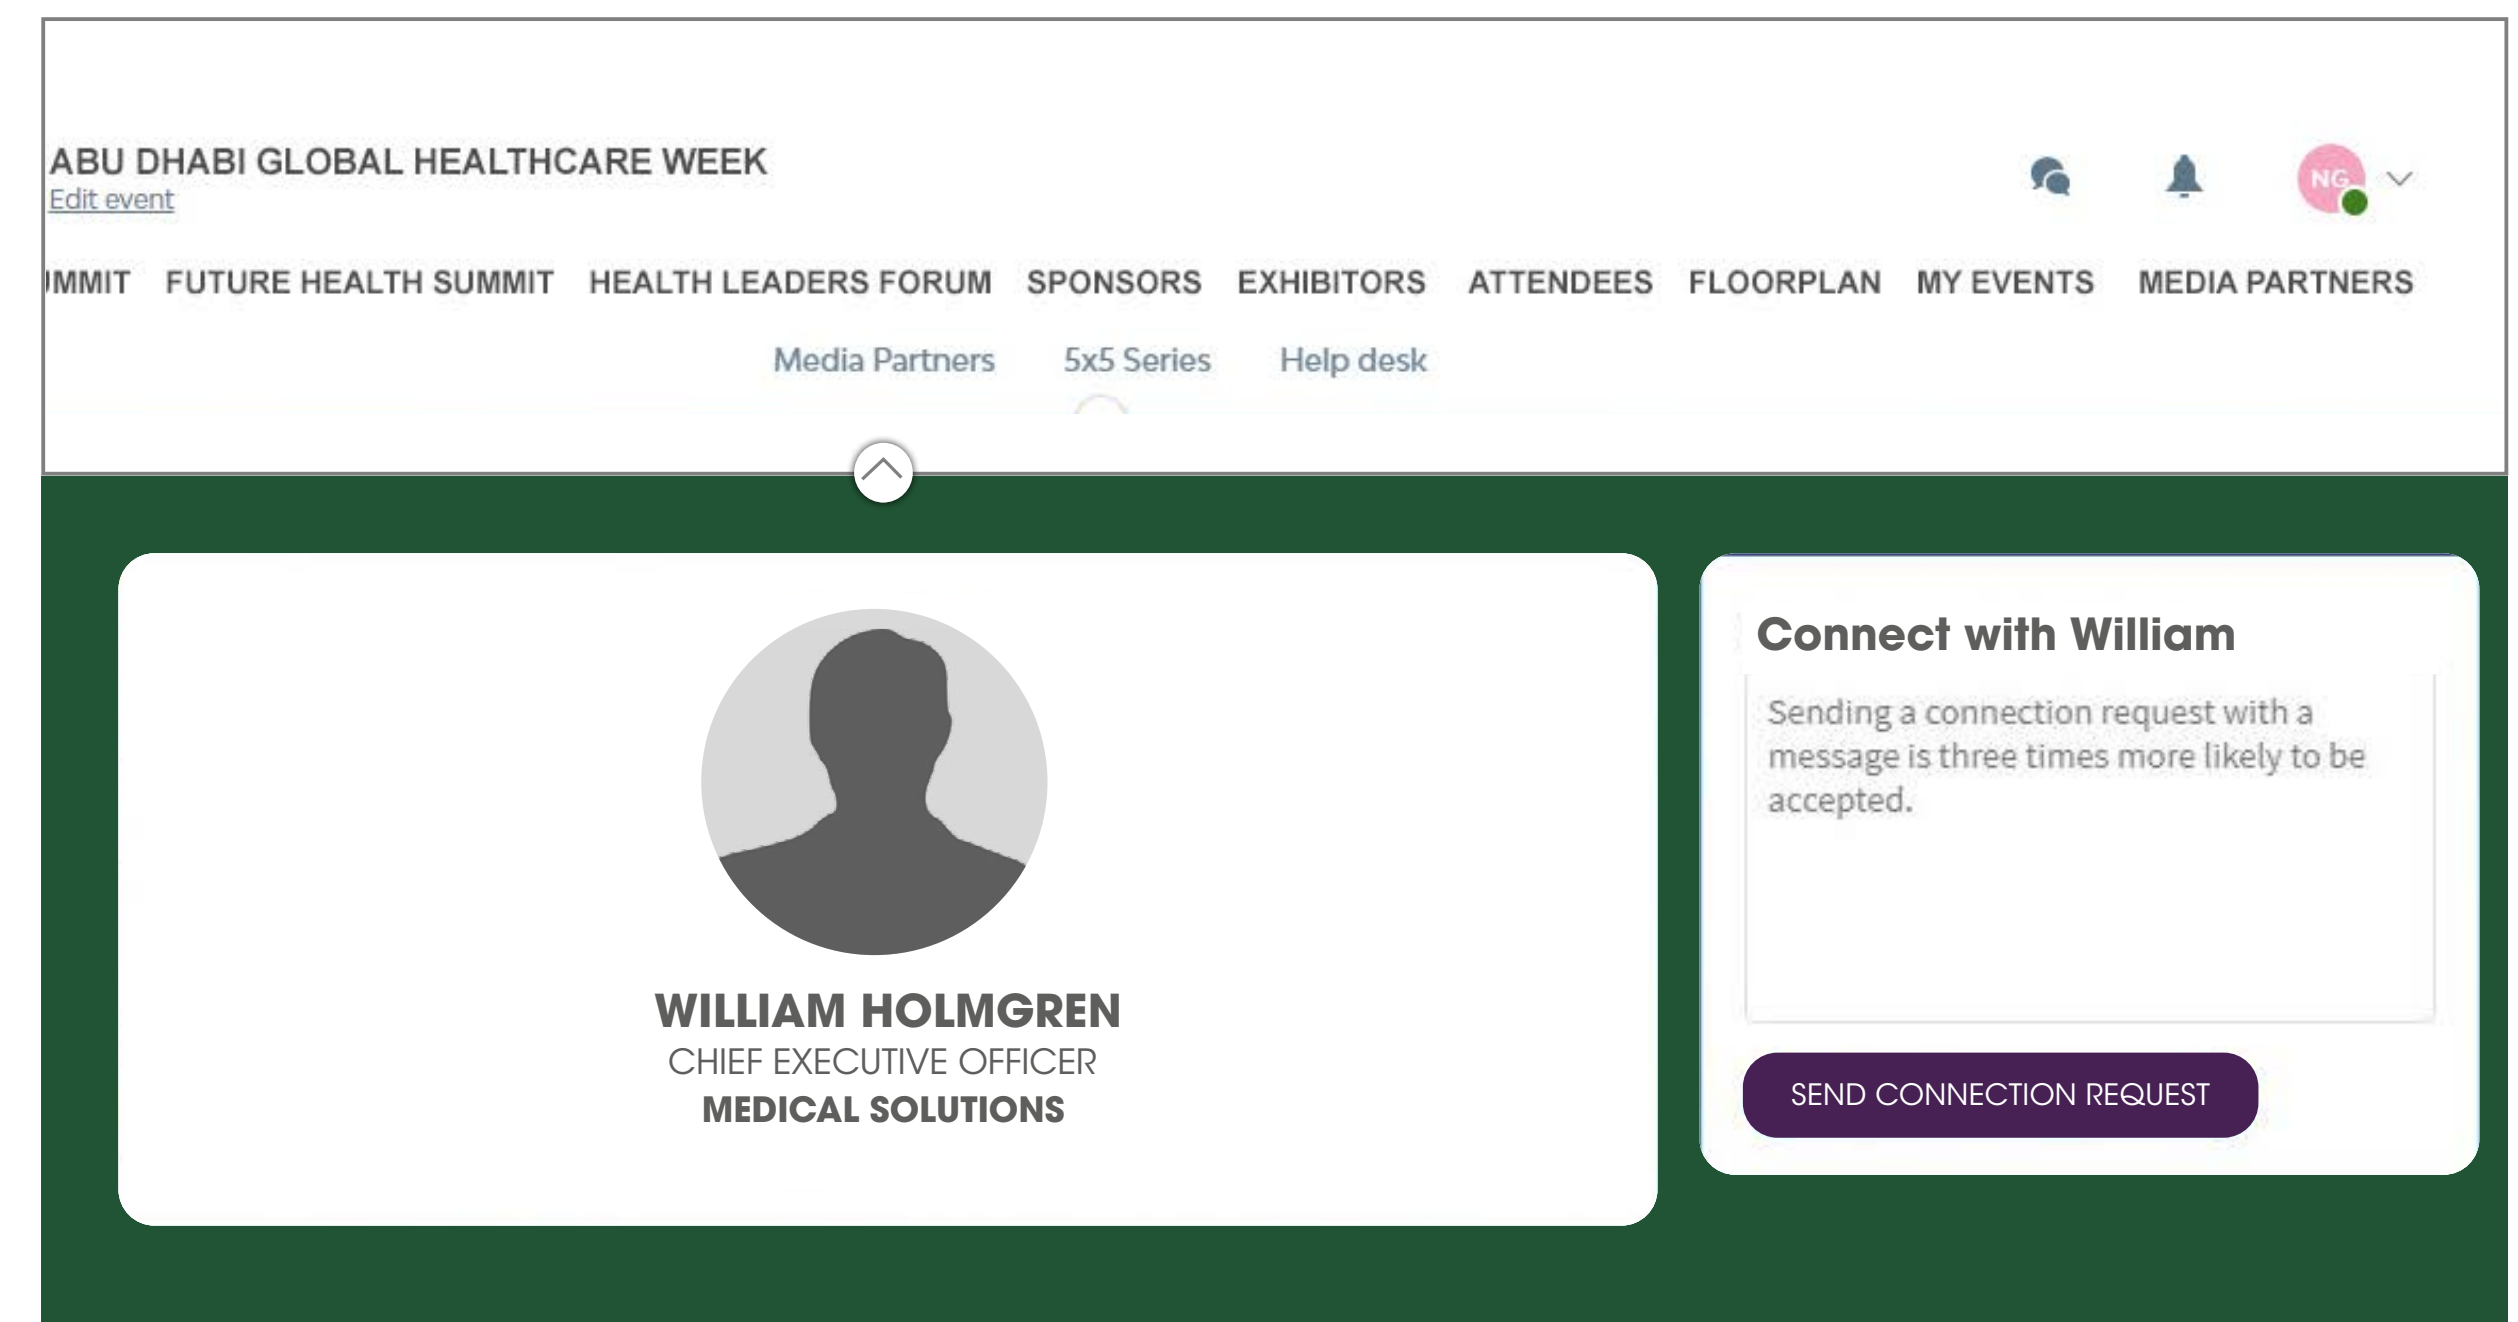 ABU DHABI GLOBAL HEALTHCARE WEEK
Edit event
NG
FUTURE HEALTH SUMMIT HEALTH LEADERS FORUM SPONSORS EXHIBITORS ATTENDEES FLOORPLAN MY EVENTS MEDIA PARTNERS
Media Partners 5x5 Series Help desk
WILLIAM HOLMGREN
CHIEF EXECUTIVE OFFICER
MEDICAL SOLUTIONS
Connect with William
Sending a connection request with a
message is three times more likely to be
accepted.
SEND CONNECTION REQUEST